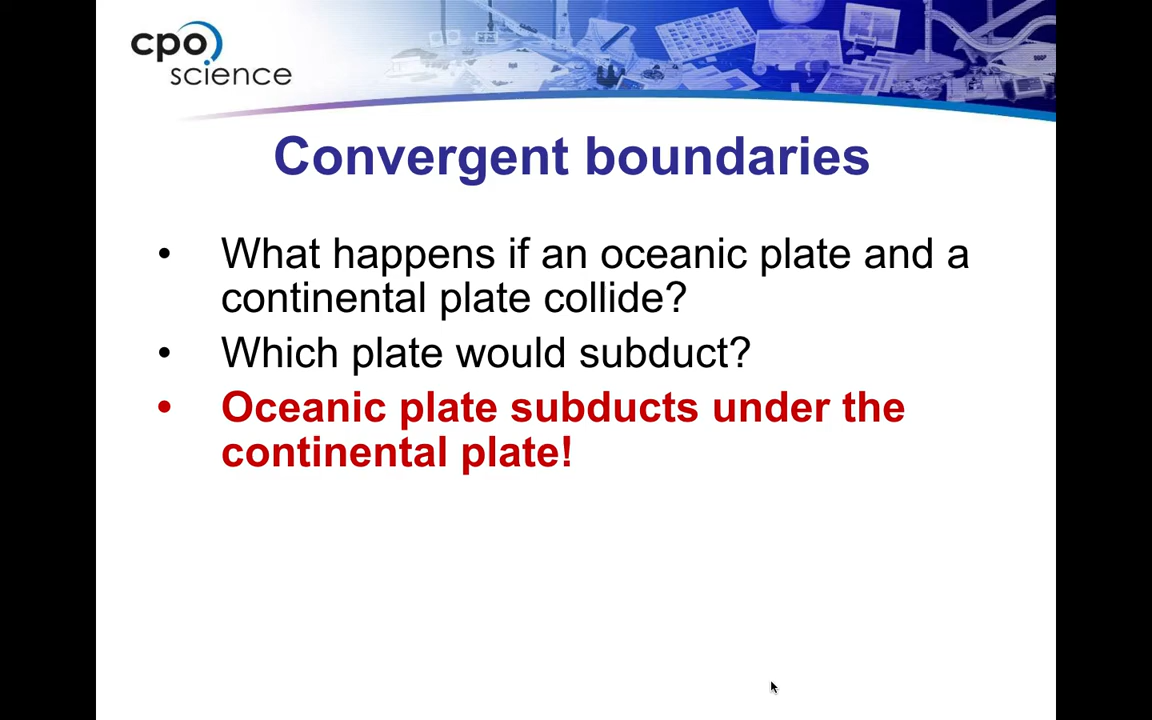 cpo
science
Convergent boundaries
• What happens if an oceanic plate and a
continental plate collide?
• Which plate would subduct?
• Oceanic plate subducts under the
continental plate!